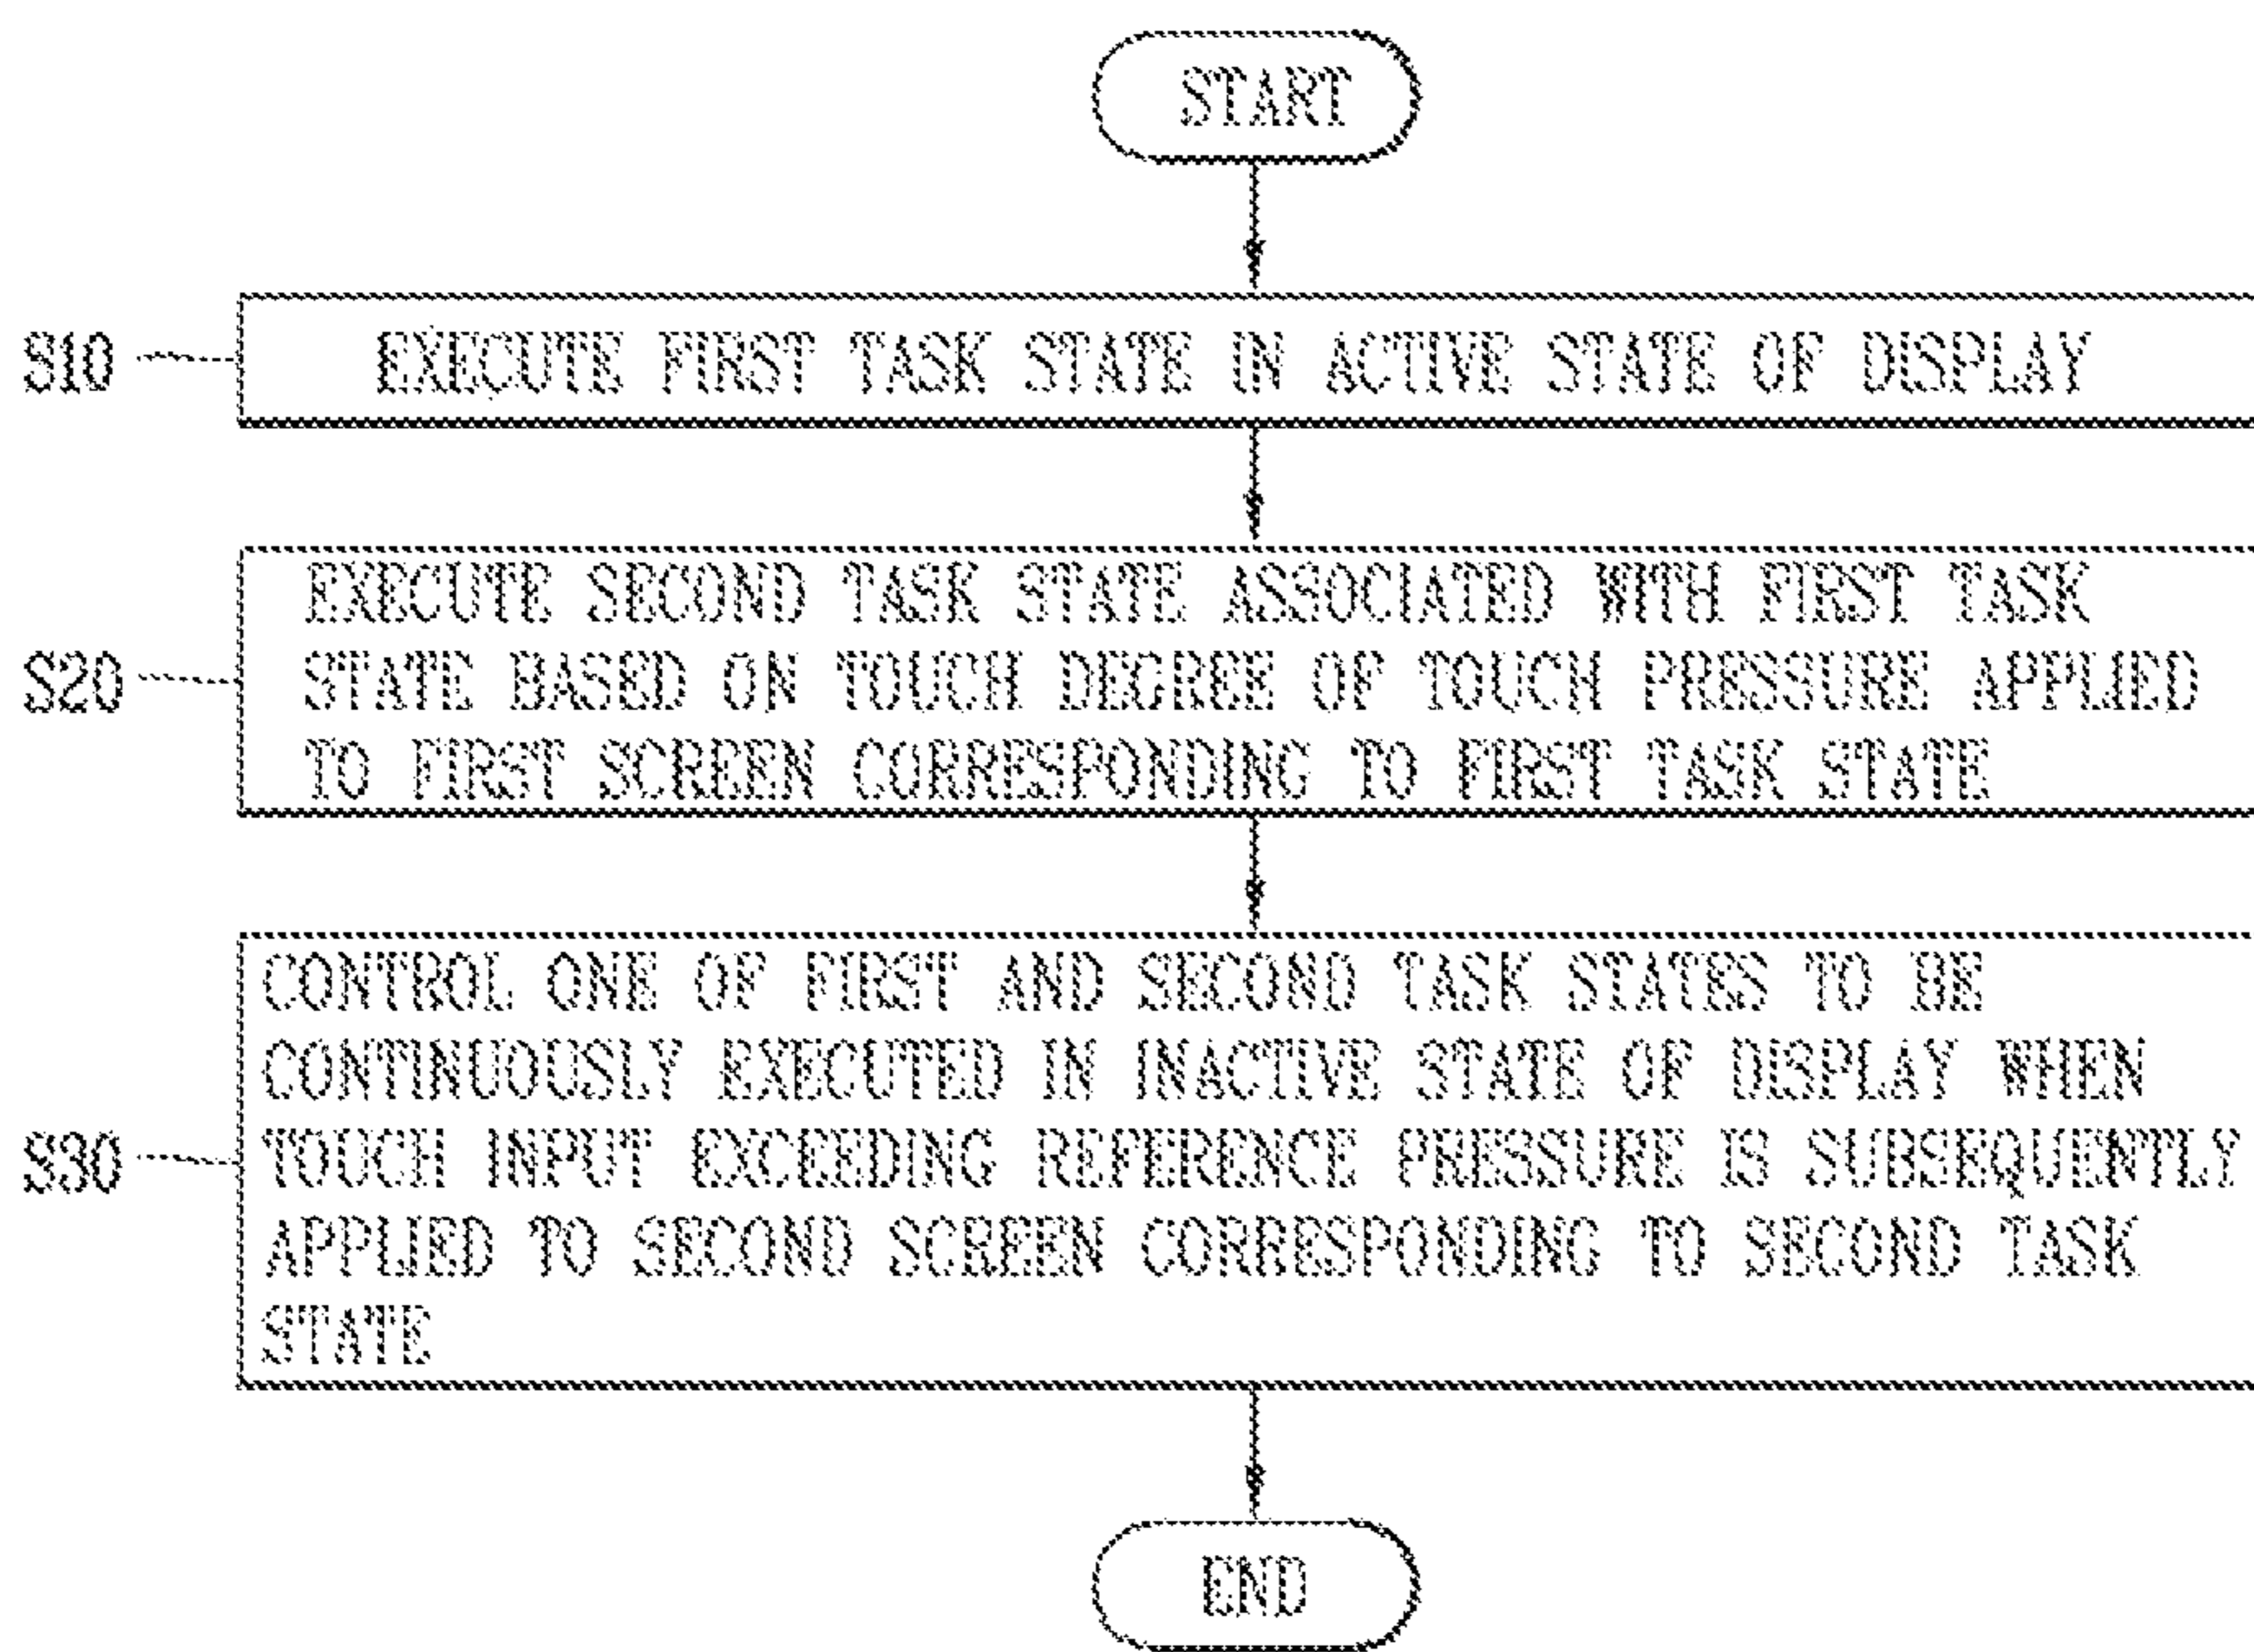 START
S10
EXECUTE FIRST TASK STATE IN ACTIVE STATE OF DISPLAY
S20
EXECUTE SECOND TASK STATE ASSOCIATED WITH FIRST TASK
STATE BASED ON TOUCH DEGREE OF TOUCH PRESSURE APPLIED
TO FIRST SCREEN CORRESPONDING TO FIRST TASK STATE
S30
CONTROL ONE OF FIRST AND SECOND TASK STATES TO BE
CONTINUOUSLY EXECUTED IN INACTIVE STATE OF DISPLAY WHEN
TOUCH INPUT EXCEEDING REFERENCE PRESSURE IS SUBSEQUENTLY
APPLIED TO SECOND SCREEN CORRESPONDING TO SECOND TASK
STATE
END